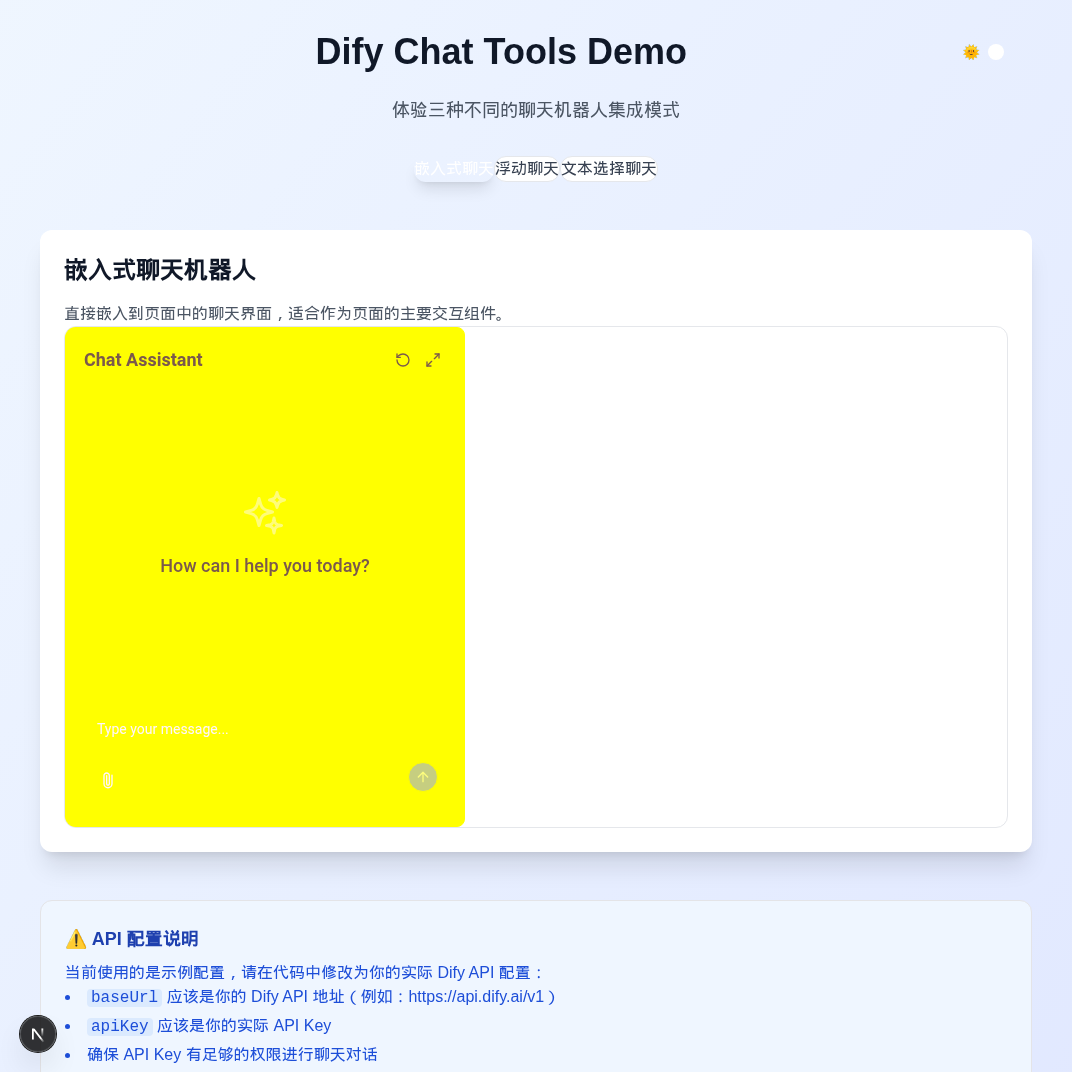 Dify Chat Tools Demo
体验三种不同的聊天机器人集成模式
嵌入式聊天 浮动聊天 文本选择聊天
嵌入式聊天机器人
直接嵌入到页面中的聊天界面，适合作为页面的主要交互组件。
Chat Assistant
How can I help you today?
Type your message...
API 配置说明
当前使用的是示例配置，请在代码中修改为你的实际 Dify API 配置：
baseUrl 应该是你的 Dify API 地址（例如：https://api.dify.ai/v1）
apiKey 应该是你的实际 API Key
确保 API Key 有足够的权限进行聊天对话
N